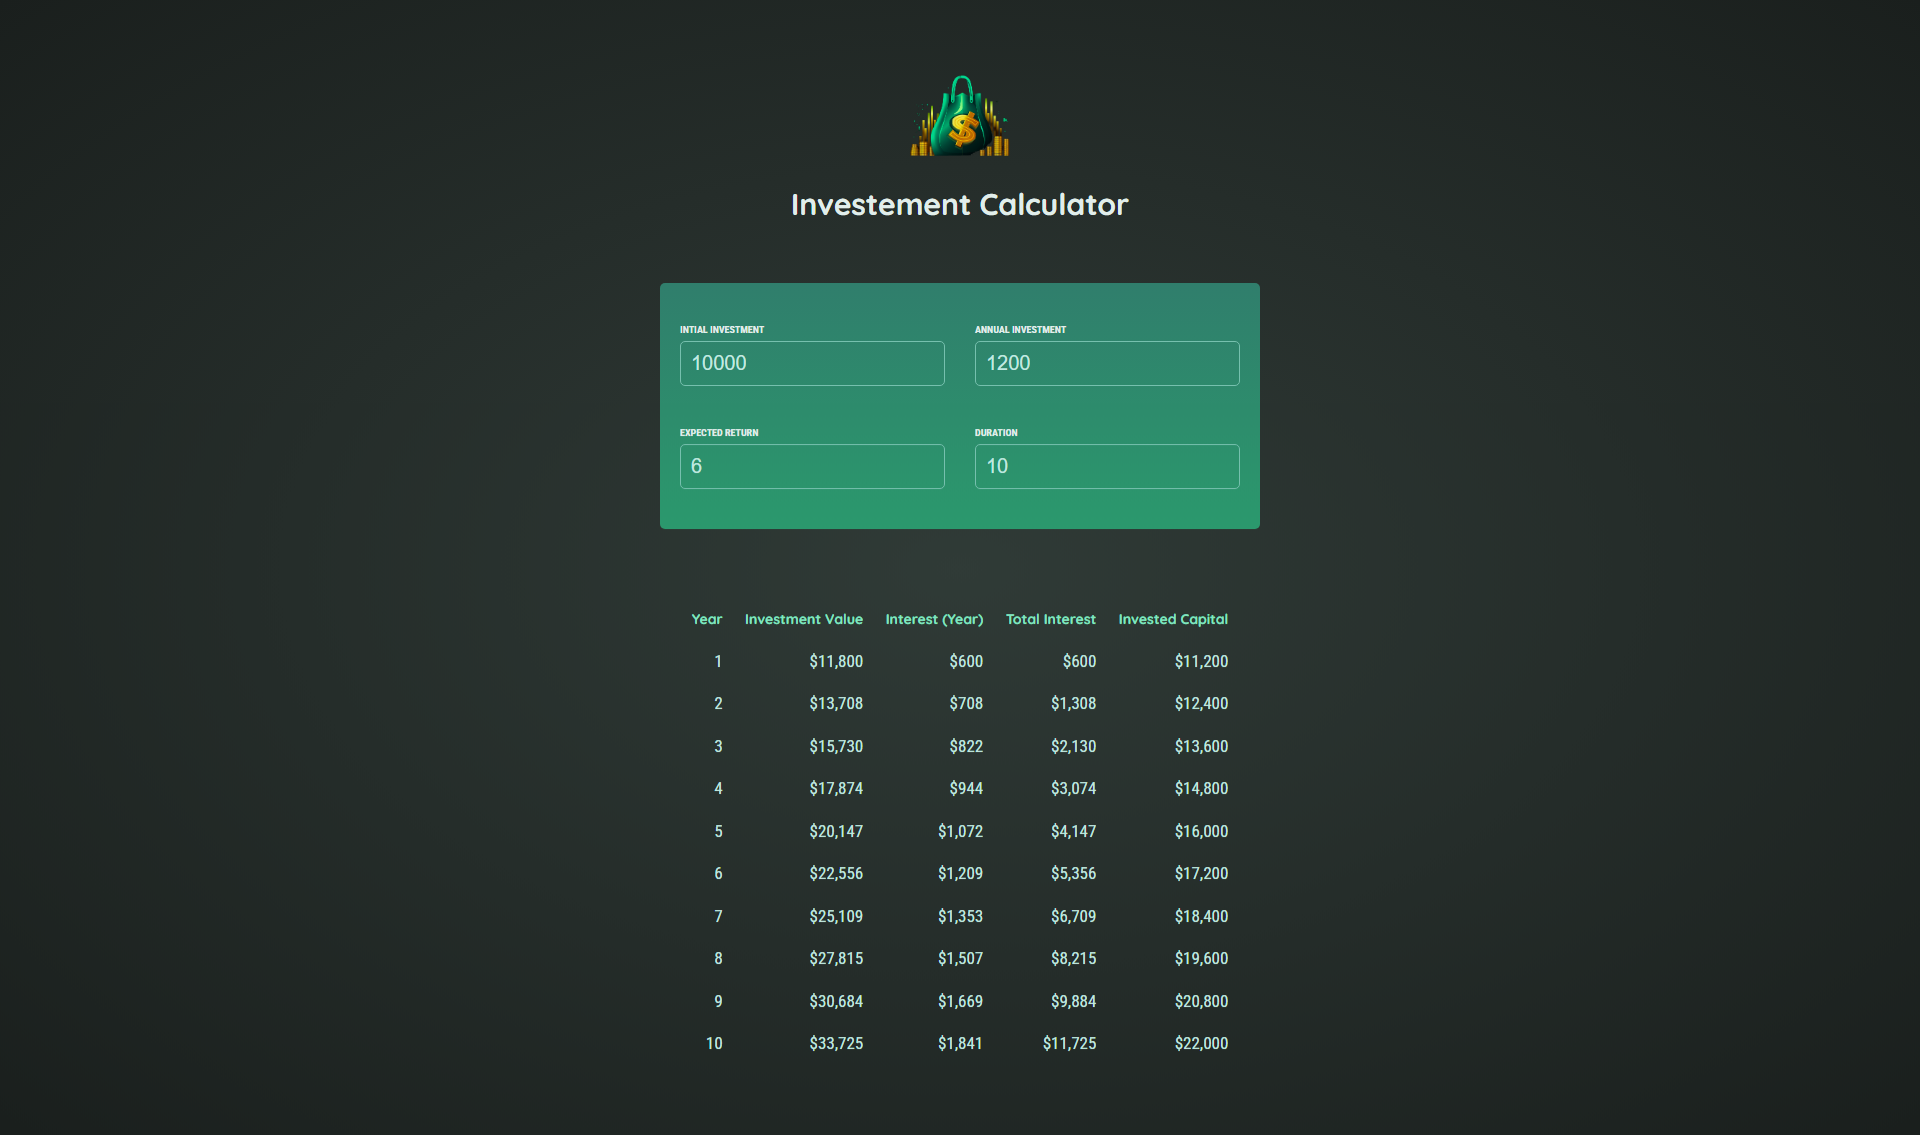 $
Investement Calculator
INTIAL INVESTMENT ANNUAL INVESTMENT
10000 1200
EXPECTED RETURN DURATION
6 10
Year Investment Value Interest (Year) Total Interest Invested Capital
1 $11,800 $600 $600 $11,200
2 $13,708 $708 $1,308 $12,400
3 $15,730 $822 $2,130 $13,600
4 $17,874 $944 $3,074 $14,800
5 $20,147 $1,072 $4,147 $16,000
6 $22,556 $1,209 $5,356 $17,200
7 $25,109 $1,353 $6,709 $18,400
8 $27,815 $1,507 $8,215 $19,600
9 $30,684 $1,669 $9,884 $20,800
10 $33,725 $1,841 $11,725 $22,000